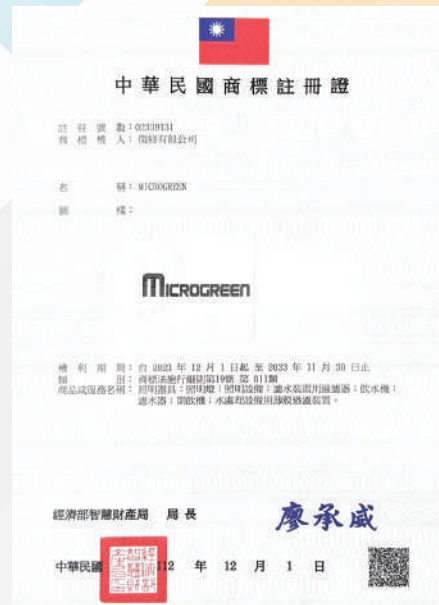 中華民國商標註冊證
註冊號數：02339131
商標權人：
有限公司
名稱：MICROGREEN
圖樣：
MICROGREEN
權利期間：自 2023 年 12 月 1 日起 至 2033 年 11 月 30 日止
類別：商標法施行細則第19條 第 011類
商品或服務名稱：照明器具；照明燈；照明設備；濾水裝置用過濾器；飲水機；
濾水器；開飲機；水處理設備用薄膜過濾裝置。
經濟部智慧財產局 局長
廖承威
中華民國 112 年 12 月 1 日